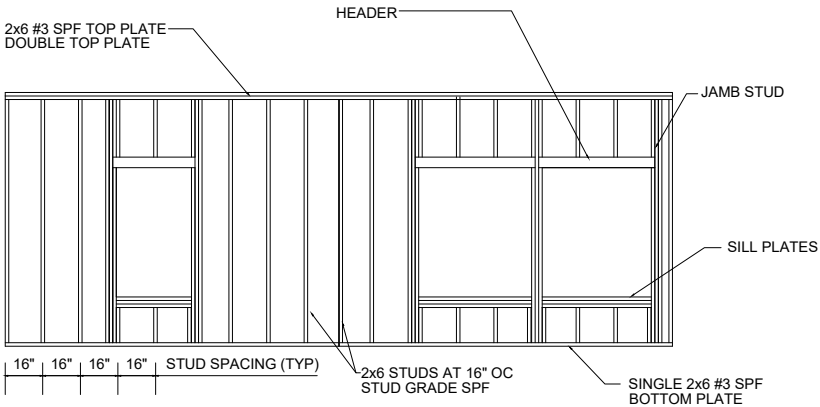 HEADER
2x6 #3 SPF TOP PLATE
DOUBLE TOP PLATE
JAMB STUD
SILL PLATES
16" 16" 16" 16" STUD SPACING (TYP)
2x6 STUDS AT 16" OC
STUD GRADE SPF
SINGLE 2x6 #3 SPF
BOTTOM PLATE